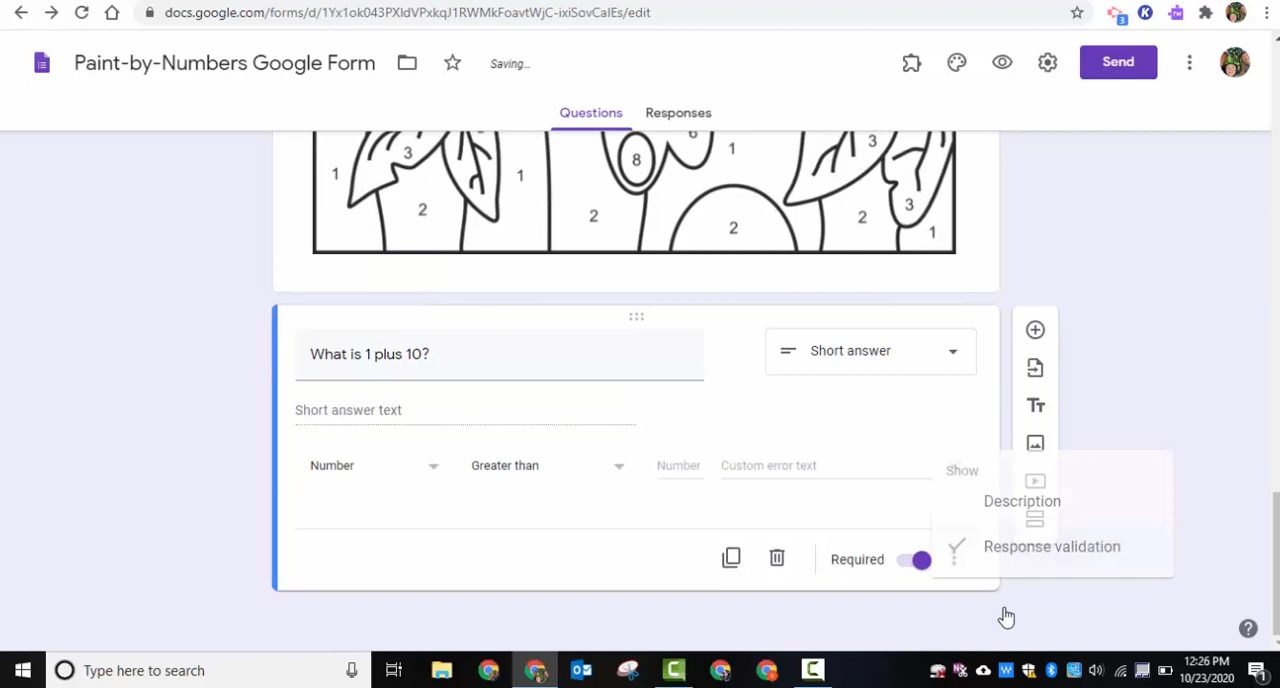 docs.google.com/forms/d/1Yx1ok043PXIdVPxkqJ1RWMkFoavtWjC-ixiSovCalEs/edit
3
K
Paint-by-Numbers Google Form
Saving...
Send
Questions
Responses
1 3 1 8 6 1 3
2 2 2 2 3 1
What is 1 plus 10?
Short answer
Short answer text
Number
Greater than
Number
Custom error text
Show
Description
Response validation
Required
Type here to search
12:26 PM
10/23/2020
1